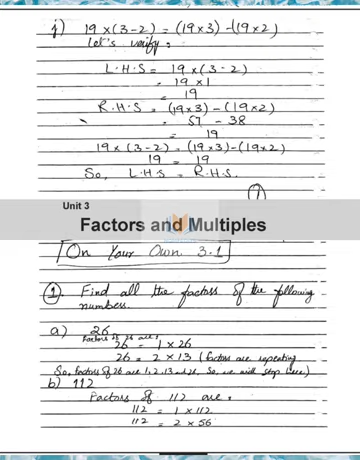 j) 19 × (3-2) = (19×3) - (19×2)
Let's verify:
L.H.S = 19 × (3-2)
= 19 × 1
= 19
R.H.S = (19×3) - (19×2)
= 57 - 38
= 19
19 × (3-2) = (19×3) - (19×2)
19 = 19
So, L.H.S = R.H.S.
Unit 3
Factors and Multiples
On Your Own 3.1
1. Find all the factors of the following
numbers.
a) 26
Factors of 26 are:
26 = 1 × 26
26 = 2 × 13 (factors are repeating
So, factors of 26 are 1, 2, 13 and 26, So, we will stop here)
b) 112
Factors of 112 are:
112 = 1 × 112
112 = 2 × 56